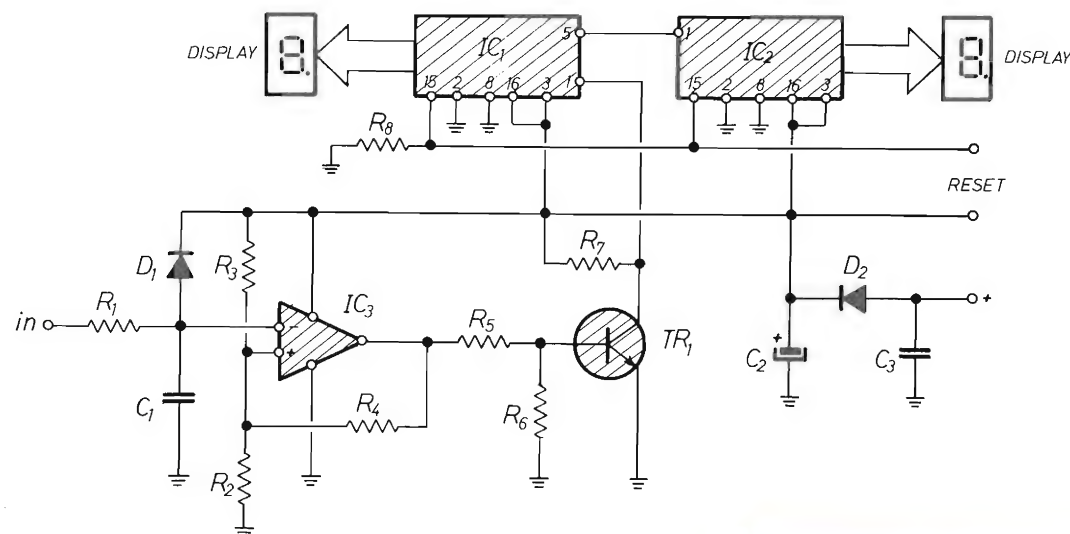 DISPLAY
IC1
5
1
15 2 8 16 3
1
IC2
15 2 8 16 3
DISPLAY
R8
RESET
D1
R3
R7
D2
in
R1
IC3
-
+
R5
TR1
+
C2
C3
+
C1
R4
R6
R2